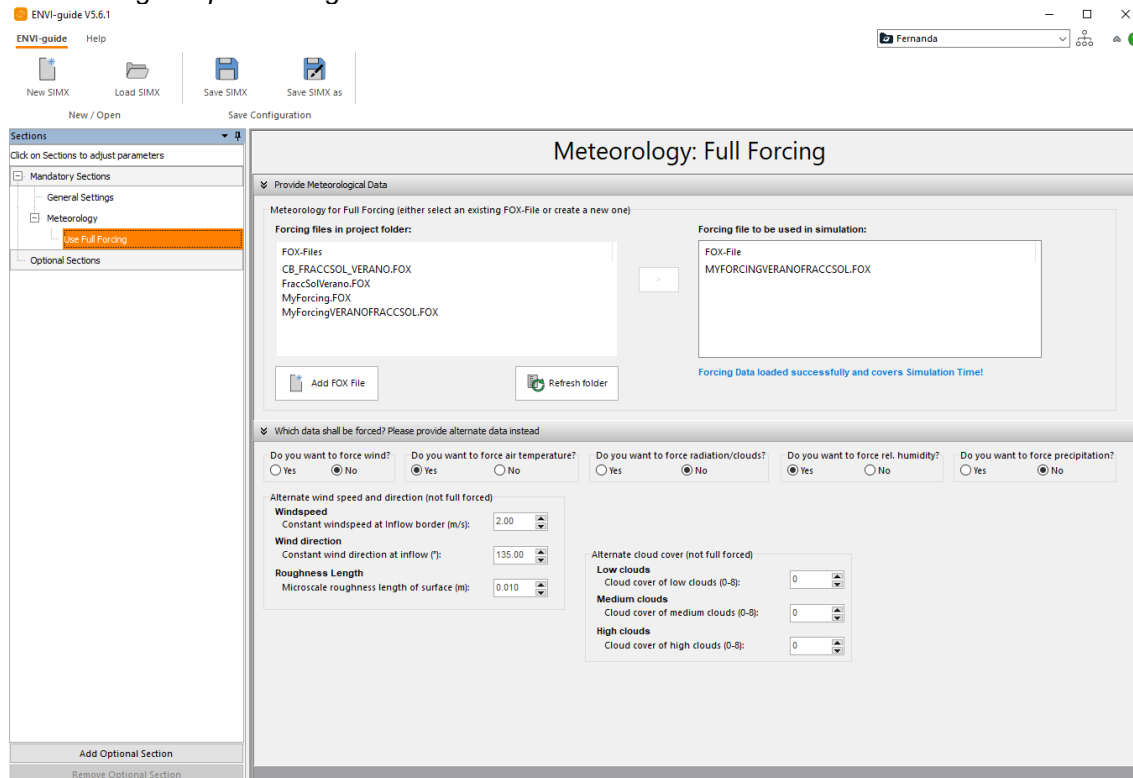 ENVI-guide V5.6.1
ENVI-guide Help
Fernanda
New SIMX Load SIMX Save SIMX Save SIMX as
New / Open Save Configuration
Sections
Click on Sections to adjust parameters
Mandatory Sections
General Settings
Meteorology
Use Full Forcing
Optional Sections
Add Optional Section
Remove Optional Section
Meteorology: Full Forcing
Provide Meteorological Data
Meteorology for Full Forcing (either select an existing FOX-File or create a new one)
Forcing files in project folder:
FOX-Files
CB_FRACCSOL_VERANO.FOX
FraccSolVerano.FOX
MyForcing.FOX
MyForcingVERANOFRACCSOL.FOX
>
Forcing file to be used in simulation:
FOX-File
MYFORCINGVERANOFRACCSOL.FOX
Add FOX File Refresh folder
Forcing Data loaded successfully and covers Simulation Time!
Which data shall be forced? Please provide alternate data instead
Do you want to force wind? Do you want to force air temperature? Do you want to force radiation/clouds? Do you want to force rel. humidity? Do you want to force precipitation?
Yes No Yes No Yes No Yes No Yes No
Alternate wind speed and direction (not full forced)
Windspeed
Constant windspeed at Inflow border (m/s): 2.00
Wind direction
Constant wind direction at inflow (°): 135.00
Roughness Length
Microscale roughness length of surface (m): 0.010
Alternate cloud cover (not full forced)
Low clouds
Cloud cover of low clouds (0-8): 0
Medium clouds
Cloud cover of medium clouds (0-8): 0
High clouds
Cloud cover of high clouds (0-8): 0